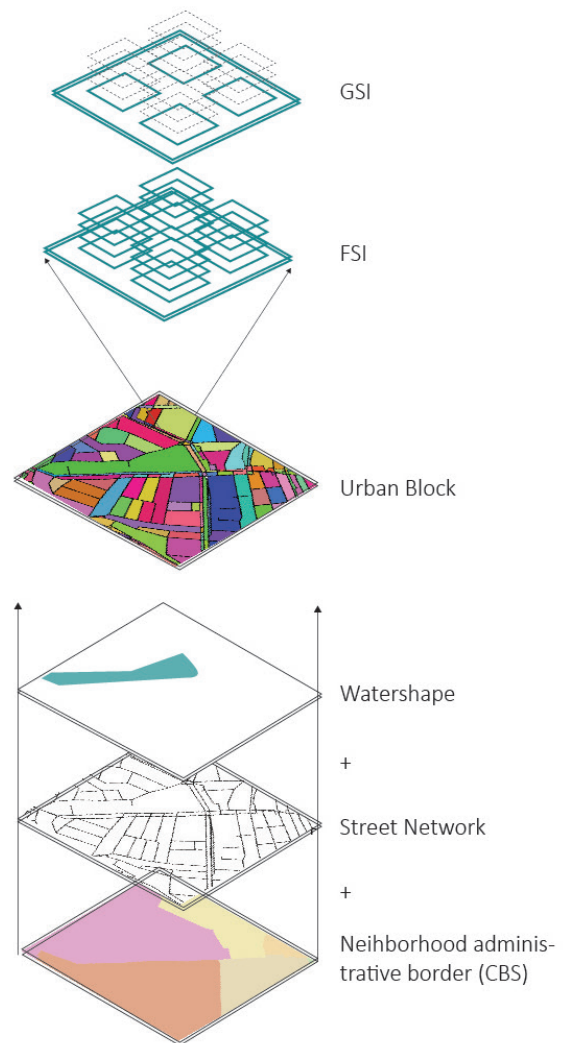 GSI
FSI
Urban Block
Watershape
+
Street Network
+
Neihborhood adminis-
trative border (CBS)